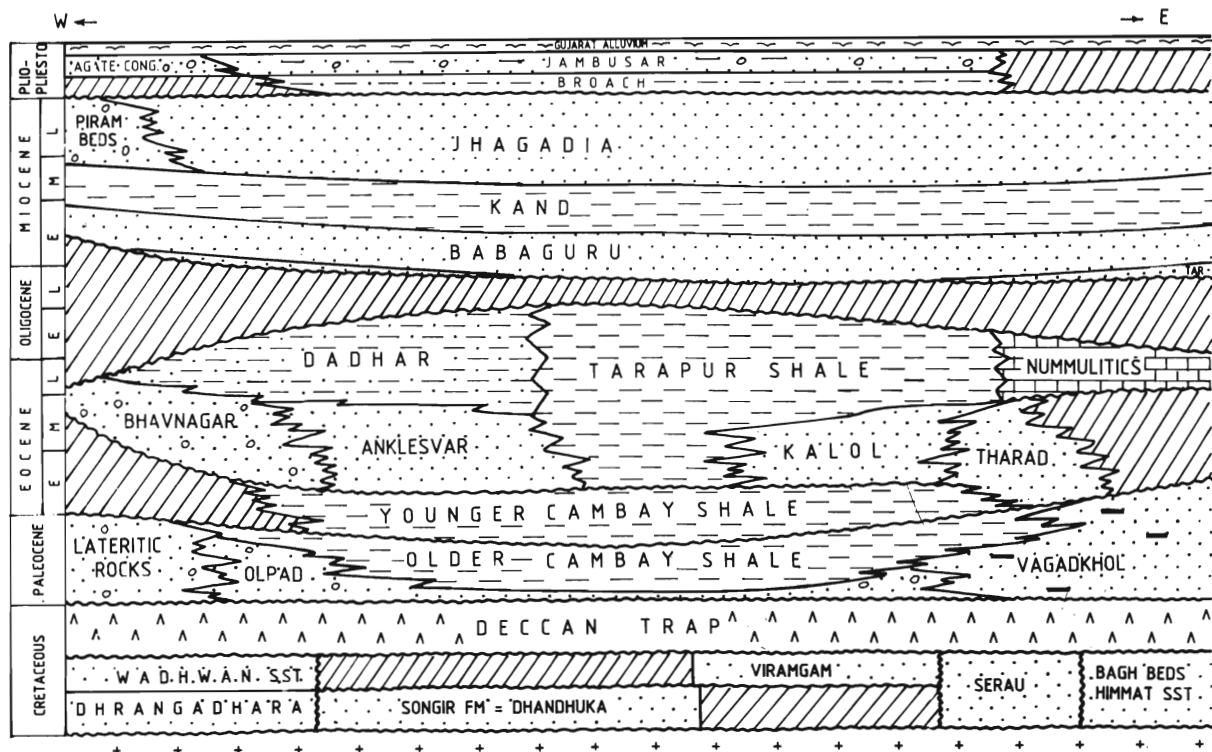 W ← → E
PLIO-
PLIESTO
GUJARAT ALLUVIUM
AGATE CONG.
JAMBUSAR
BROACH
MIOCENE
L
M
E
PIRAM
BEDS
JHAGADIA
KAND
BABAGURU
TAR
OLIGOCENE
L
E
DADHAR
TARAPUR SHALE
NUMMULITICS
EOCENE
L
M
E
BHAVNAGAR
ANKLESVAR
KALOL
THARAD
YOUNGER CAMBAY SHALE
PALEOCENE
LATERITIC
ROCKS
OLPAD
OLDER CAMBAY SHALE
VAGADKHOL
CRETACEOUS
DECCAN TRAP
WADHWAN SST.
VIRAMGAM
SERAU
BAGH BEDS
HIMMAT SST
DHRANGADHARA
SONGIR FM = DHANDHUKA